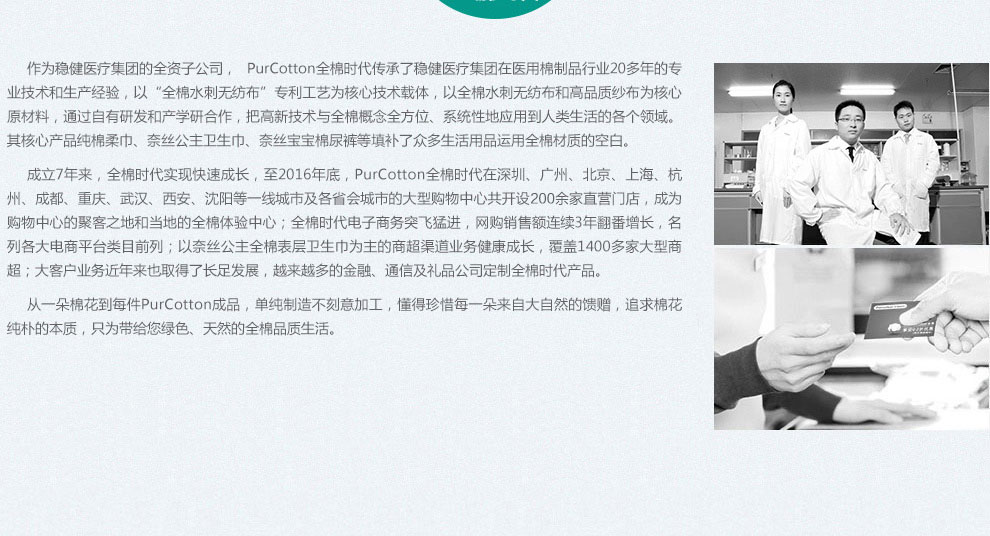 作为稳健医疗集团的全资子公司， PurCotton全棉时代传承了稳健医疗集团在医用棉制品行业20多年的专
业技术和生产经验，以“全棉水刺无纺布”专利工艺为核心技术载体，以全棉水刺无纺布和高品质纱布为核心
原材料，通过自有研发和产学研合作，把高新技术与全棉概念全方位、系统性地应用到人类生活的各个领域。
其核心产品纯棉柔巾、奈丝公主卫生巾、奈丝宝宝棉尿裤等填补了众多生活用品运用全棉材质的空白。
成立7年来，全棉时代实现快速成长，至2016年底，PurCotton全棉时代在深圳、广州、北京、上海、杭
州、成都、重庆、武汉、西安、沈阳等一线城市及各省会城市的大型购物中心共开设200余家直营门店，成为
购物中心的聚客之地和当地的全棉体验中心；全棉时代电子商务突飞猛进，网购销售额连续3年翻番增长，名
列各大电商平台类目前列；以奈丝公主全棉表层卫生巾为主的商超渠道业务健康成长，覆盖1400多家大型商
超；大客户业务近年来也取得了长足发展，越来越多的金融、通信及礼品公司定制全棉时代产品。
从一朵棉花到每件PurCotton成品，单纯制造不刻意加工，懂得珍惜每一朵来自大自然的馈赠，追求棉花
纯朴的本质，只为带给您绿色、天然的全棉品质生活。